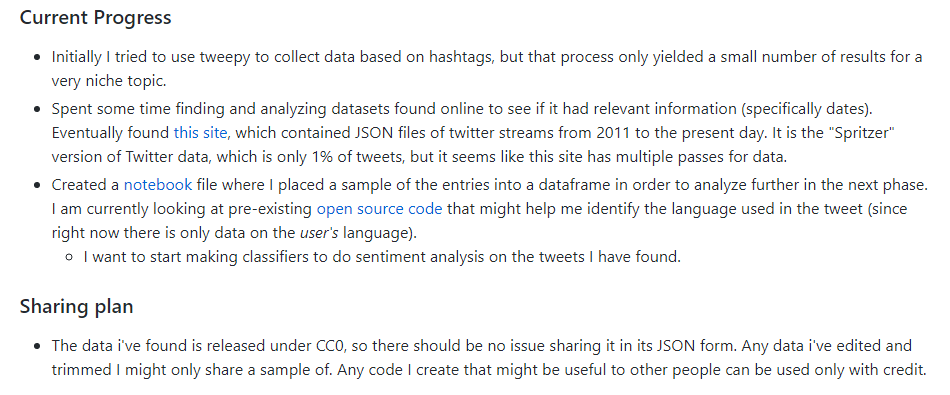 Current Progress
Initially I tried to use tweepy to collect data based on hashtags, but that process only yielded a small number of results for a
very niche topic.
Spent some time finding and analyzing datasets found online to see if it had relevant information (specifically dates).
Eventually found this site, which contained JSON files of twitter streams from 2011 to the present day. It is the "Spritzer"
version of Twitter data, which is only 1% of tweets, but it seems like this site has multiple passes for data.
Created a notebook file where I placed a sample of the entries into a dataframe in order to analyze further in the next phase.
I am currently looking at pre-existing open source code that might help me identify the language used in the tweet (since
right now there is only data on the user's language).
I want to start making classifiers to do sentiment analysis on the tweets I have found.
Sharing plan
The data i've found is released under CC0, so there should be no issue sharing it in its JSON form. Any data i've edited and
trimmed I might only share a sample of. Any code I create that might be useful to other people can be used only with credit.